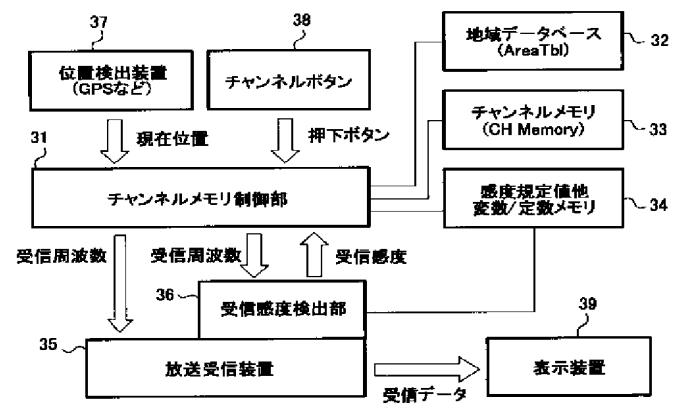 37
位置検出装置
(GPSなど)
38
チャンネルボタン
地域データベース
(AreaTbl)
32
チャンネルメモリ
(CH Memory)
33
31
現在位置
押下ボタン
チャンネルメモリ制御部
感度規定値他
変数/定数メモリ
34
受信周波数
受信周波数
受信感度
36
受信感度検出部
35
放送受信装置
受信データ
39
表示装置